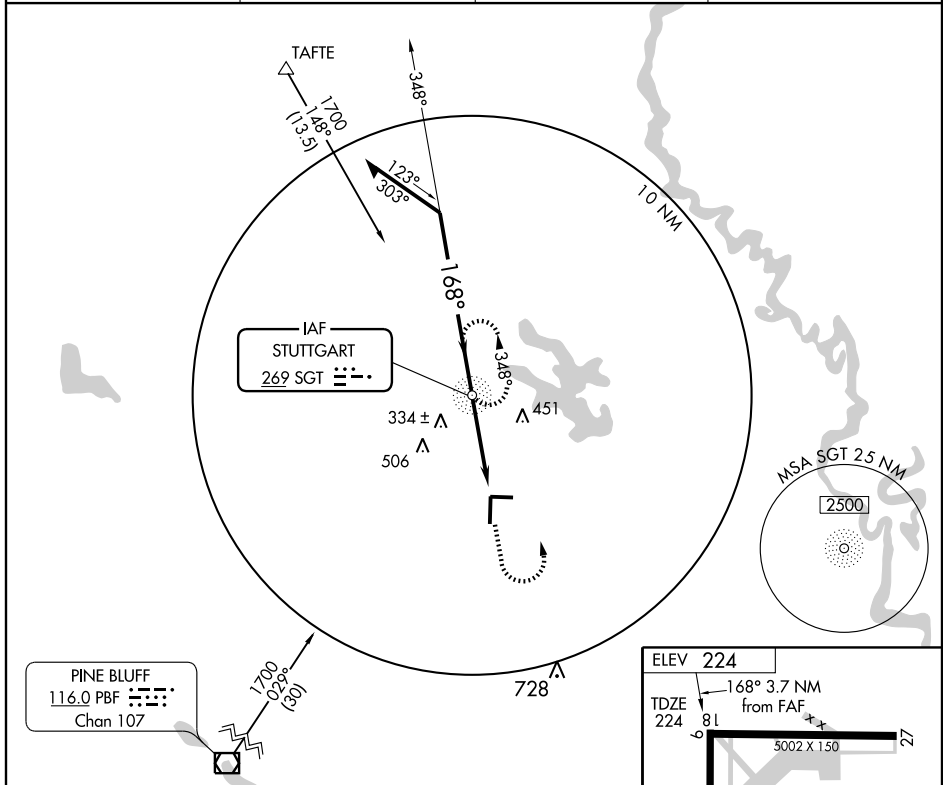 TAFTE
1700
148°
(13.5)
348°
123°
303°
10 NM
168°
IAF
STUTTGART
269 SGT
348°
334 ±
451
506
MSA SGT 25 NM
2500
PINE BLUFF
116.0 PBF
Chan 107
1700
029°
(30)
728
ELEV 224
168° 3.7 NM
from FAF
TDZE
224
18
9
27
5002 X 150